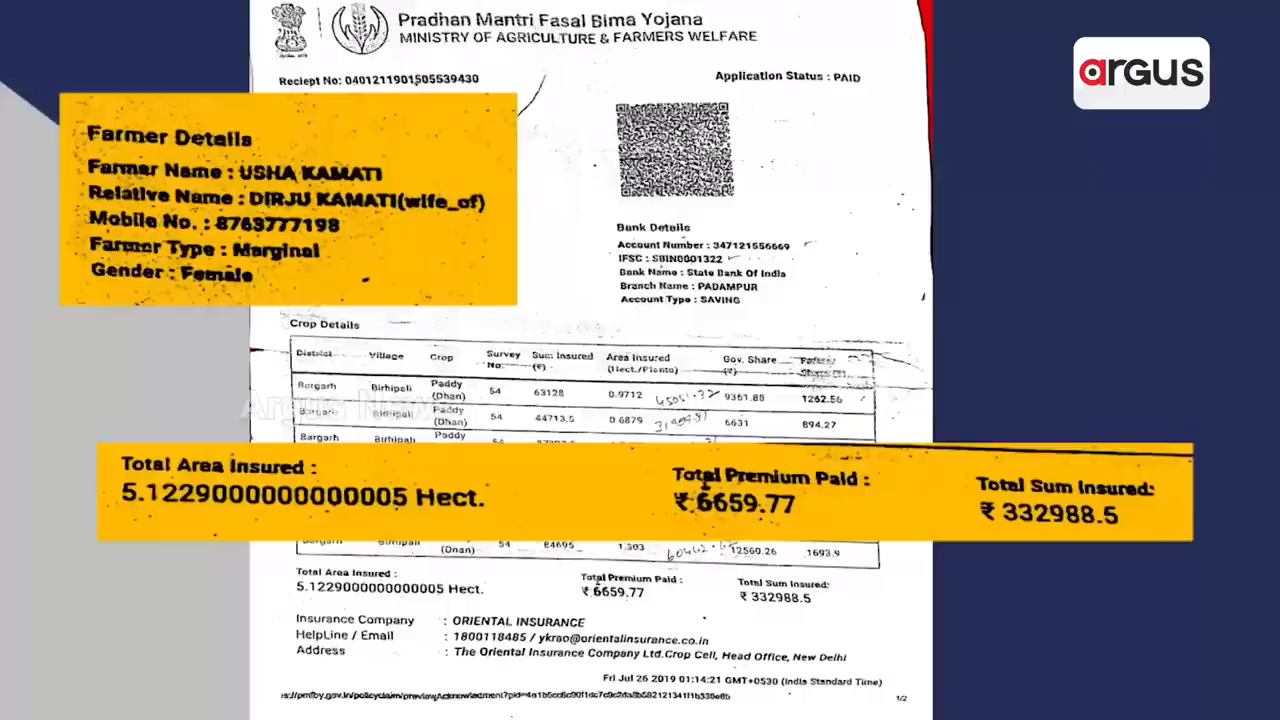 Pradhan Mantri Fasal Bima Yojana
MINISTRY OF AGRICULTURE & FARMERS WELFARE
argus
Reciept No: 0401211901505539430
Application Status : PAID
Farmer Details
Farmer Name : USHA KAMATI
Relative Name : DIRJU KAMATI(wife_of)
Mobile No. : 8763777198
Farmer Type : Marginal
Gender : Female
Bank Details
Account Number : 347121556669
IFSC : SBIN0001322
Bank Name : State Bank Of India
Branch Name : PADAMPUR
Account Type : SAVING
Crop Details
District Village Crop Survey No: Sum Insured (₹) Area Insured (Hect./Plants) Gov. Share (₹)
Bargarh Birhipali Paddy (Dhan) 54 63128 0.9712 9361.88 1262.56
Bargarh Birhipali Paddy (Dhan) 54 44713.5 0.6879 6631 894.27
Bargarh Birhipali Paddy
Argus News
Total Area Insured :
5.1229000000000005 Hect.
Total Premium Paid :
₹ 6659.77
Total Sum Insured:
₹ 332988.5
Bargarh Birhipali (Dhan) 54 84695 1.303 12560.26 1693.9
Total Area Insured :
5.1229000000000005 Hect.
Total Premium Paid :
₹ 6659.77
Total Sum Insured:
₹ 332988.5
Insurance Company : ORIENTAL INSURANCE
HelpLine / Email : 1800118485 / ykrao@orientalinsurance.co.in
Address : The Oriental Insurance Company Ltd.Crop Cell, Head Office, New Delhi
Fri Jul 26 2019 01:14:21 GMT+0530 (India Standard Time)
1/2